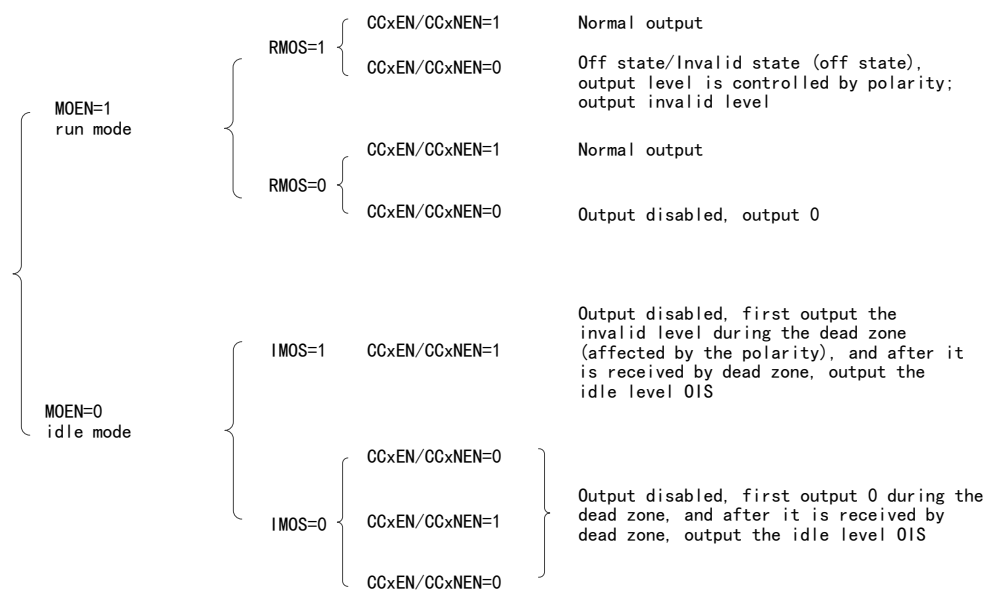 CCxEN/CCxNEN=1 Normal output
RMOS=1
CCxEN/CCxNEN=0 Off state/Invalid state (off state),
output level is controlled by polarity;
output invalid level
MOEN=1
run mode
CCxEN/CCxNEN=1 Normal output
RMOS=0
CCxEN/CCxNEN=0 Output disabled, output 0
Output disabled, first output the
invalid level during the dead zone
IMOS=1 CCxEN/CCxNEN=1 (affected by the polarity), and after it
is received by dead zone, output the
idle level OIS
MOEN=0
idle mode
CCxEN/CCxNEN=0
Output disabled, first output 0 during the
IMOS=0 CCxEN/CCxNEN=1 dead zone, and after it is received by
dead zone, output the idle level OIS
CCxEN/CCxNEN=0